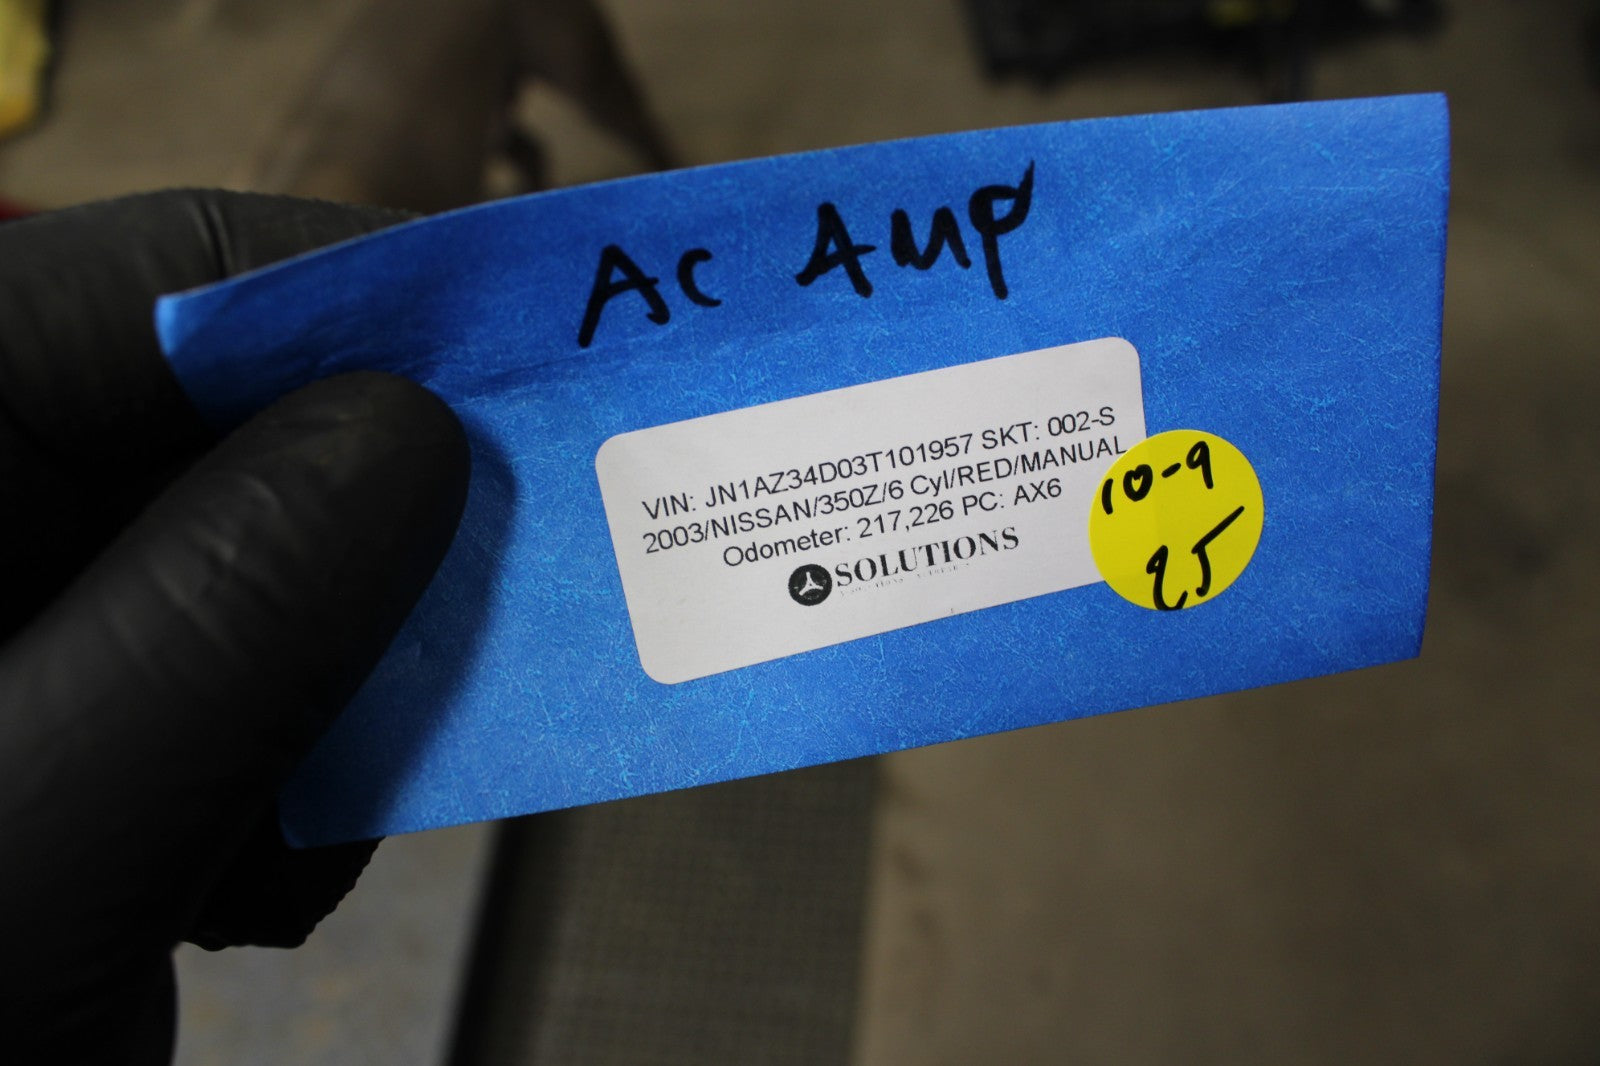 Ac Amp
VIN: JN1AZ34D03T101957 SKT: 002-S
2003/NISSAN/350Z/6 Cyl/RED/MANUAL
Odometer: 217,226 PC: AX6
SOLUTIONS
10-9
25